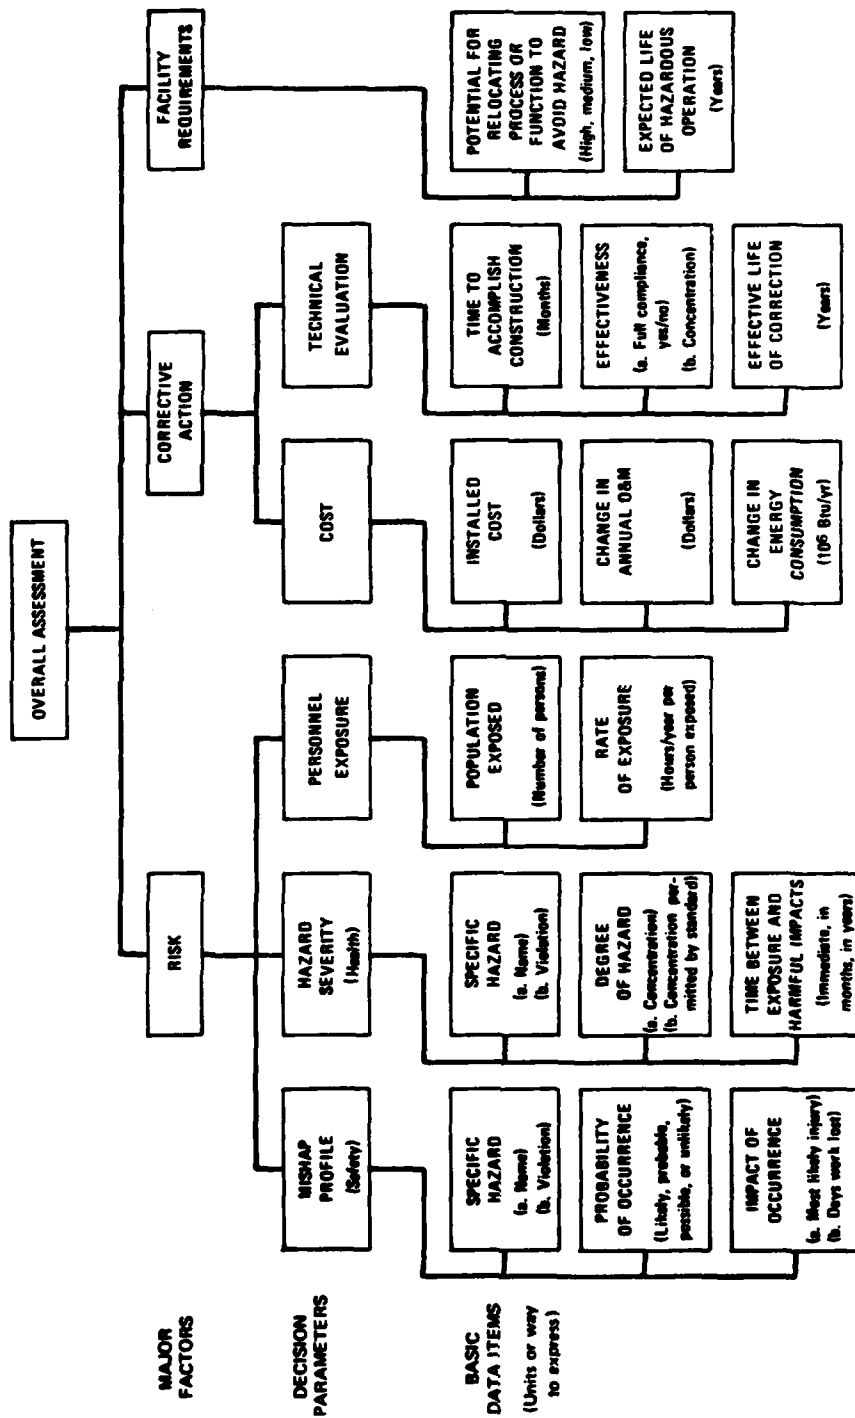 OVERALL ASSESSMENT
MAJOR
FACTORS
RISK
CORRECTIVE
ACTION
FACILITY
REQUIREMENTS
DECISION
PARAMETERS
MISHAP
PROFILE
(Safety)
HAZARD
SEVERITY
(Health)
PERSONNEL
EXPOSURE
COST
TECHNICAL
EVALUATION
BASIC
DATA ITEMS
(Units or way
to express)
SPECIFIC
HAZARD
(a. Name)
(b. Violation)
PROBABILITY
OF OCCURRENCE
(Likely, probable,
possible, or unlikely)
IMPACT OF
OCCURRENCE
(a. Most likely injury)
(b. Days work lost)
SPECIFIC
HAZARD
(a. Name)
(b. Violation)
DEGREE
OF HAZARD
(a. Concentration)
(b. Concentration per-
mitted by standard)
TIME BETWEEN
EXPOSURE AND
HARMFUL IMPACTS
(Immediate, in
months, in years)
POPULATION
EXPOSED
(Number of persons)
RATE
OF EXPOSURE
(Hours/year per
person exposed)
INSTALLED
COST
(Dollars)
CHANGE IN
ANNUAL O&M
(Dollars)
CHANGE IN
ENERGY
CONSUMPTION
(10⁶ Btu/yr)
TIME TO
ACCOMPLISH
CONSTRUCTION
(Months)
EFFECTIVENESS
(a. Full compliance,
yes/no)
(b. Concentration)
EFFECTIVE LIFE
OF CORRECTION
(Years)
POTENTIAL FOR
RELOCATING
PROCESS OR
FUNCTION TO
AVOID HAZARD
(High, medium, low)
EXPECTED LIFE
OF HAZARDOUS
OPERATION
(Years)